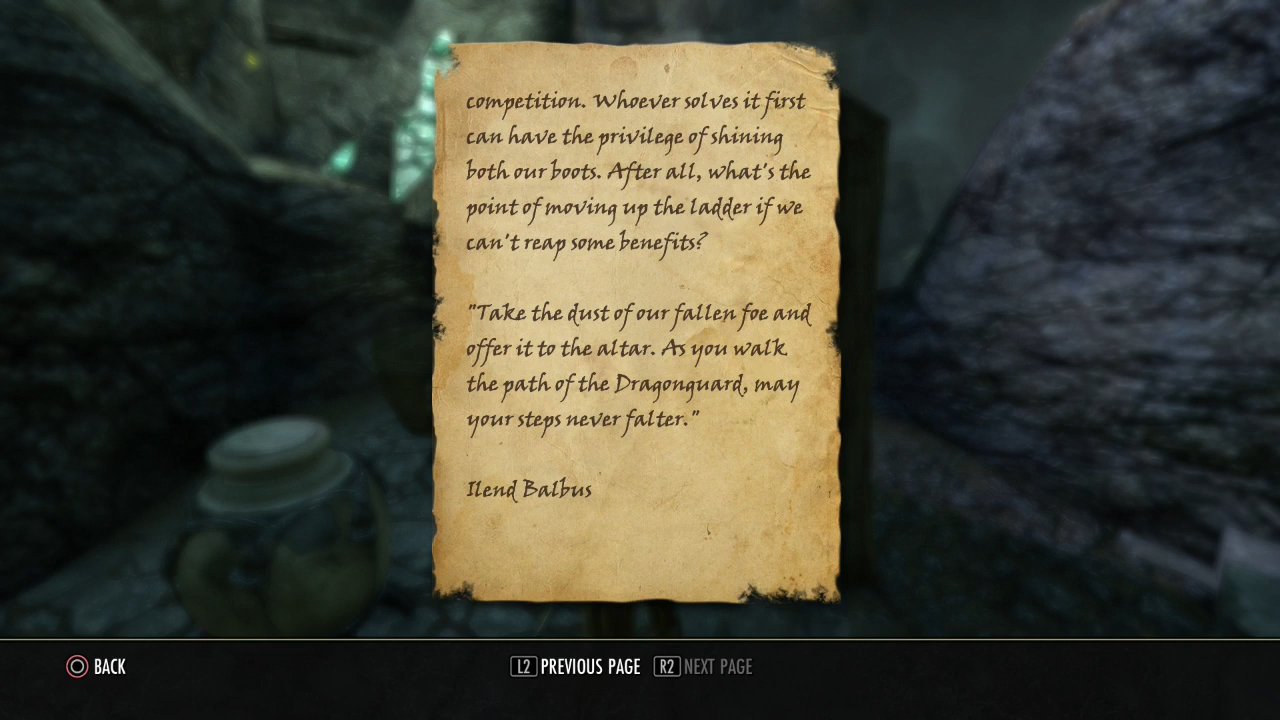 competition. Whoever solves it first
can have the privilege of shining
both our boots. After all, what's the
point of moving up the ladder if we
can't reap some benefits?
"Take the dust of our fallen foe and
offer it to the altar. As you walk
the path of the Dragonguard, may
your steps never falter."
Ilend Balbus
BACK
L2 PREVIOUS PAGE R2 NEXT PAGE